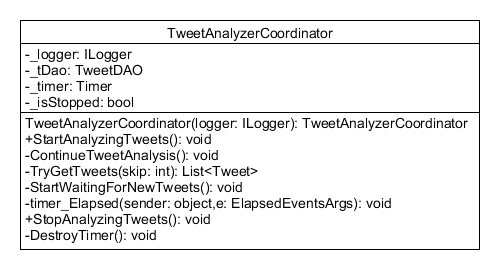 TweetAnalyzerCoordinator
-_logger: ILogger
-_tDao: TweetDAO
-_timer: Timer
-_isStopped: bool
TweetAnalyzerCoordinator(logger: ILogger): TweetAnalyzerCoordinator
+StartAnalyzingTweets(): void
-ContinueTweetAnalysis(): void
-TryGetTweets(skip: int): List<Tweet>
-StartWaitingForNewTweets(): void
-timer_Elapsed(sender: object,e: ElapsedEventsArgs): void
+StopAnalyzingTweets(): void
-DestroyTimer(): void